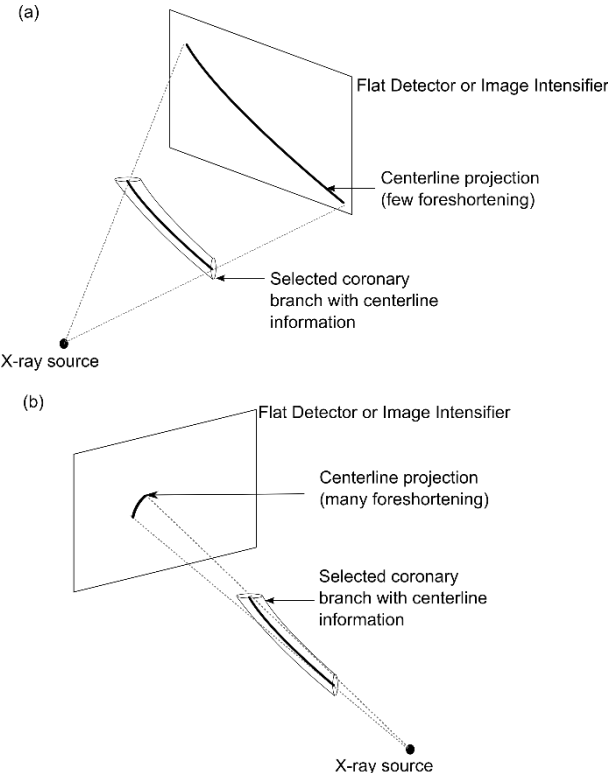 (a)
Flat Detector or Image Intensifier
Centerline projection
(few foreshortening)
Selected coronary
branch with centerline
information
X-ray source
(b)
Flat Detector or Image Intensifier
Centerline projection
(many foreshortening)
Selected coronary
branch with centerline
information
X-ray source